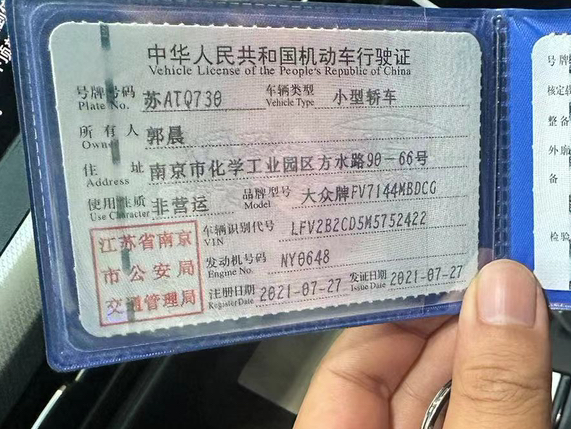 中华人民共和国机动车行驶证
Vehicle License of the People's Republic of China
号牌号码 苏ATQ730 车辆类型 小型轿车
Plate No. Vehicle Type
所有人 郭晨
Owner
住址 南京市化学工业园区方水路90-66号
Address
使用性质 非营运 品牌型号 大众牌FV7144MBDCG
Use Character Model
车辆识别代号 LFV2B2CD5M5752422
VIN
发动机号码 NY0648
Engine No.
注册日期 2021-07-27 发证日期 2021-07-27
Register Date Issue Date
江苏省南京
市公安局
交通管理局
号牌
核定载
整备
外廓
备
检验